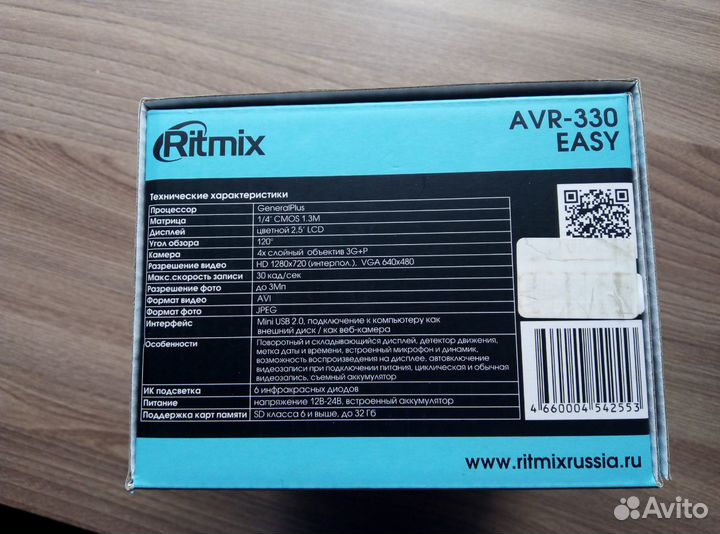 Ritmix
AVR-330
EASY
Технические характеристики
Процессор GeneralPlus
Матрица 1/4" CMOS 1.3M
Дисплей цветной 2,5" LCD
Угол обзора 120°
Камера 4х слойный объектив 3G+P
Разрешение видео HD 1280x720 (интерпол.), VGA 640x480
Макс.скорость записи 30 кад/сек
Разрешение фото до 3Мп
Формат видео AVI
Формат фото JPEG
Интерфейс Mini USB 2.0, подключение к компьютеру как
внешний диск / как веб-камера
Особенности Поворотный и складывающийся дисплей, детектор движения,
метка даты и времени, встроенный микрофон и динамик,
возможность воспроизведения на дисплее, автовключение
видеозаписи при подключении питания, циклическая и обычная
видеозапись, съемный аккумулятор
ИК подсветка 6 инфракрасных диодов
Питание напряжение 12В-24В, встроенный аккумулятор
Поддержка карт памяти SD класса 6 и выше, до 32 Гб
4 660004 542553
www.ritmixrussia.ru
Avito